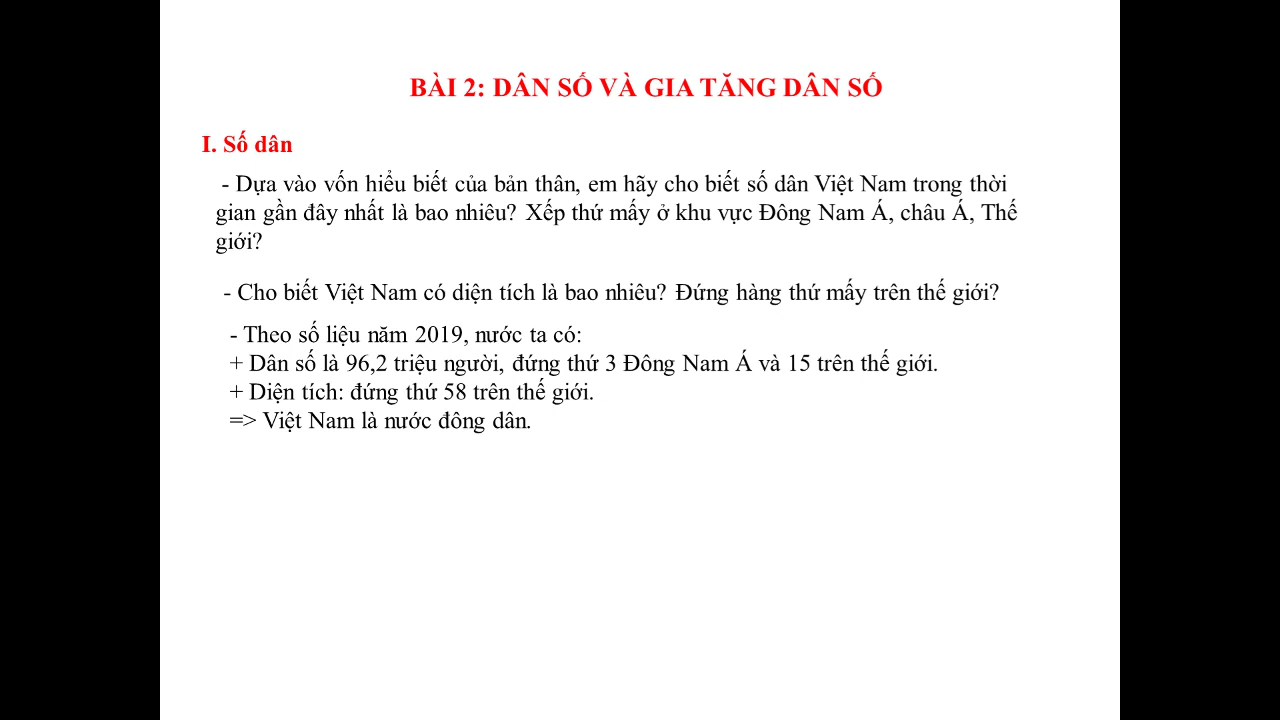 BÀI 2: DÂN SỐ VÀ GIA TĂNG DÂN SỐ
I. Số dân
- Dựa vào vốn hiểu biết của bản thân, em hãy cho biết số dân Việt Nam trong thời
gian gần đây nhất là bao nhiêu? Xếp thứ mấy ở khu vực Đông Nam Á, châu Á, Thế
giới?
- Cho biết Việt Nam có diện tích là bao nhiêu? Đứng hàng thứ mấy trên thế giới?
- Theo số liệu năm 2019, nước ta có:
+ Dân số là 96,2 triệu người, đứng thứ 3 Đông Nam Á và 15 trên thế giới.
+ Diện tích: đứng thứ 58 trên thế giới.
=> Việt Nam là nước đông dân.